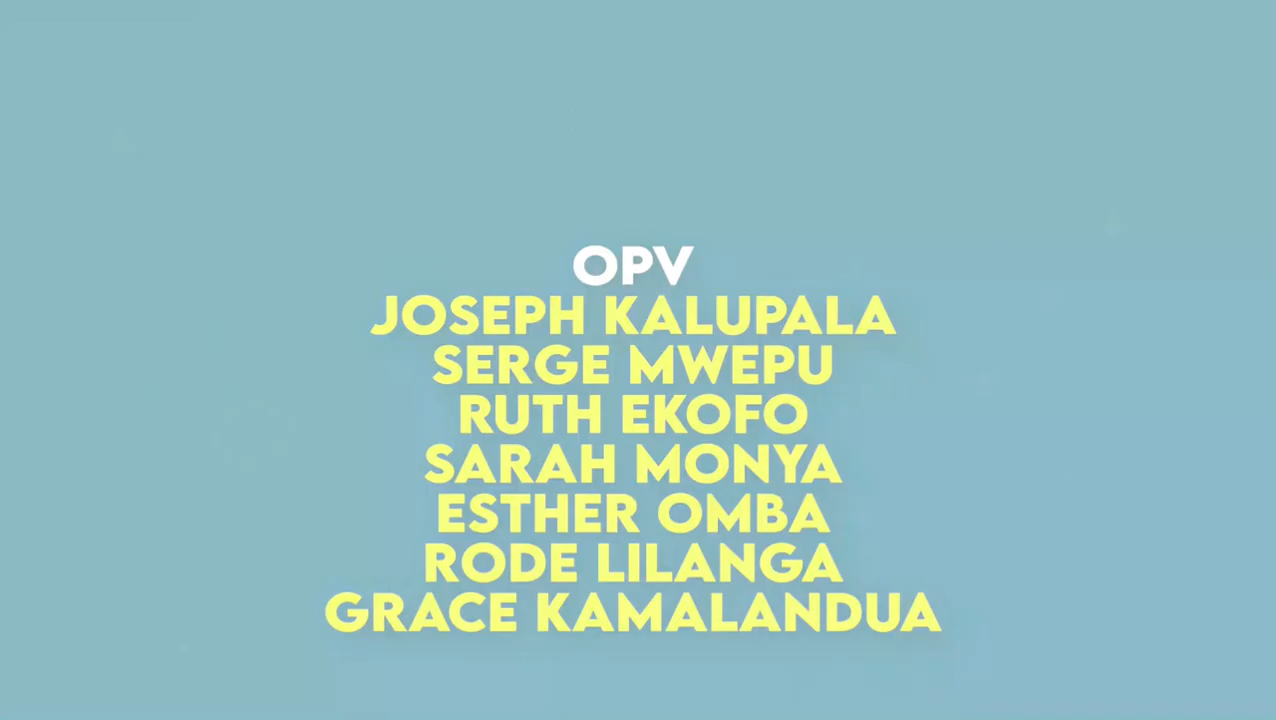 OPV
JOSEPH KALUPALA
SERGE MWEPU
RUTH EKOFO
SARAH MONYA
ESTHER OMBA
RODE LILANGA
GRACE KAMALANDUA